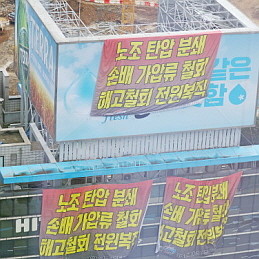 노조 탄압 분쇄
손배 가압류 철회
해고철회 전원복직
같은
함
노조 탄압 분쇄
손배 가압류 철회
해고철회 전원복
노조탄압 분쇄
손배 가압류 철회
해고철회 전원복